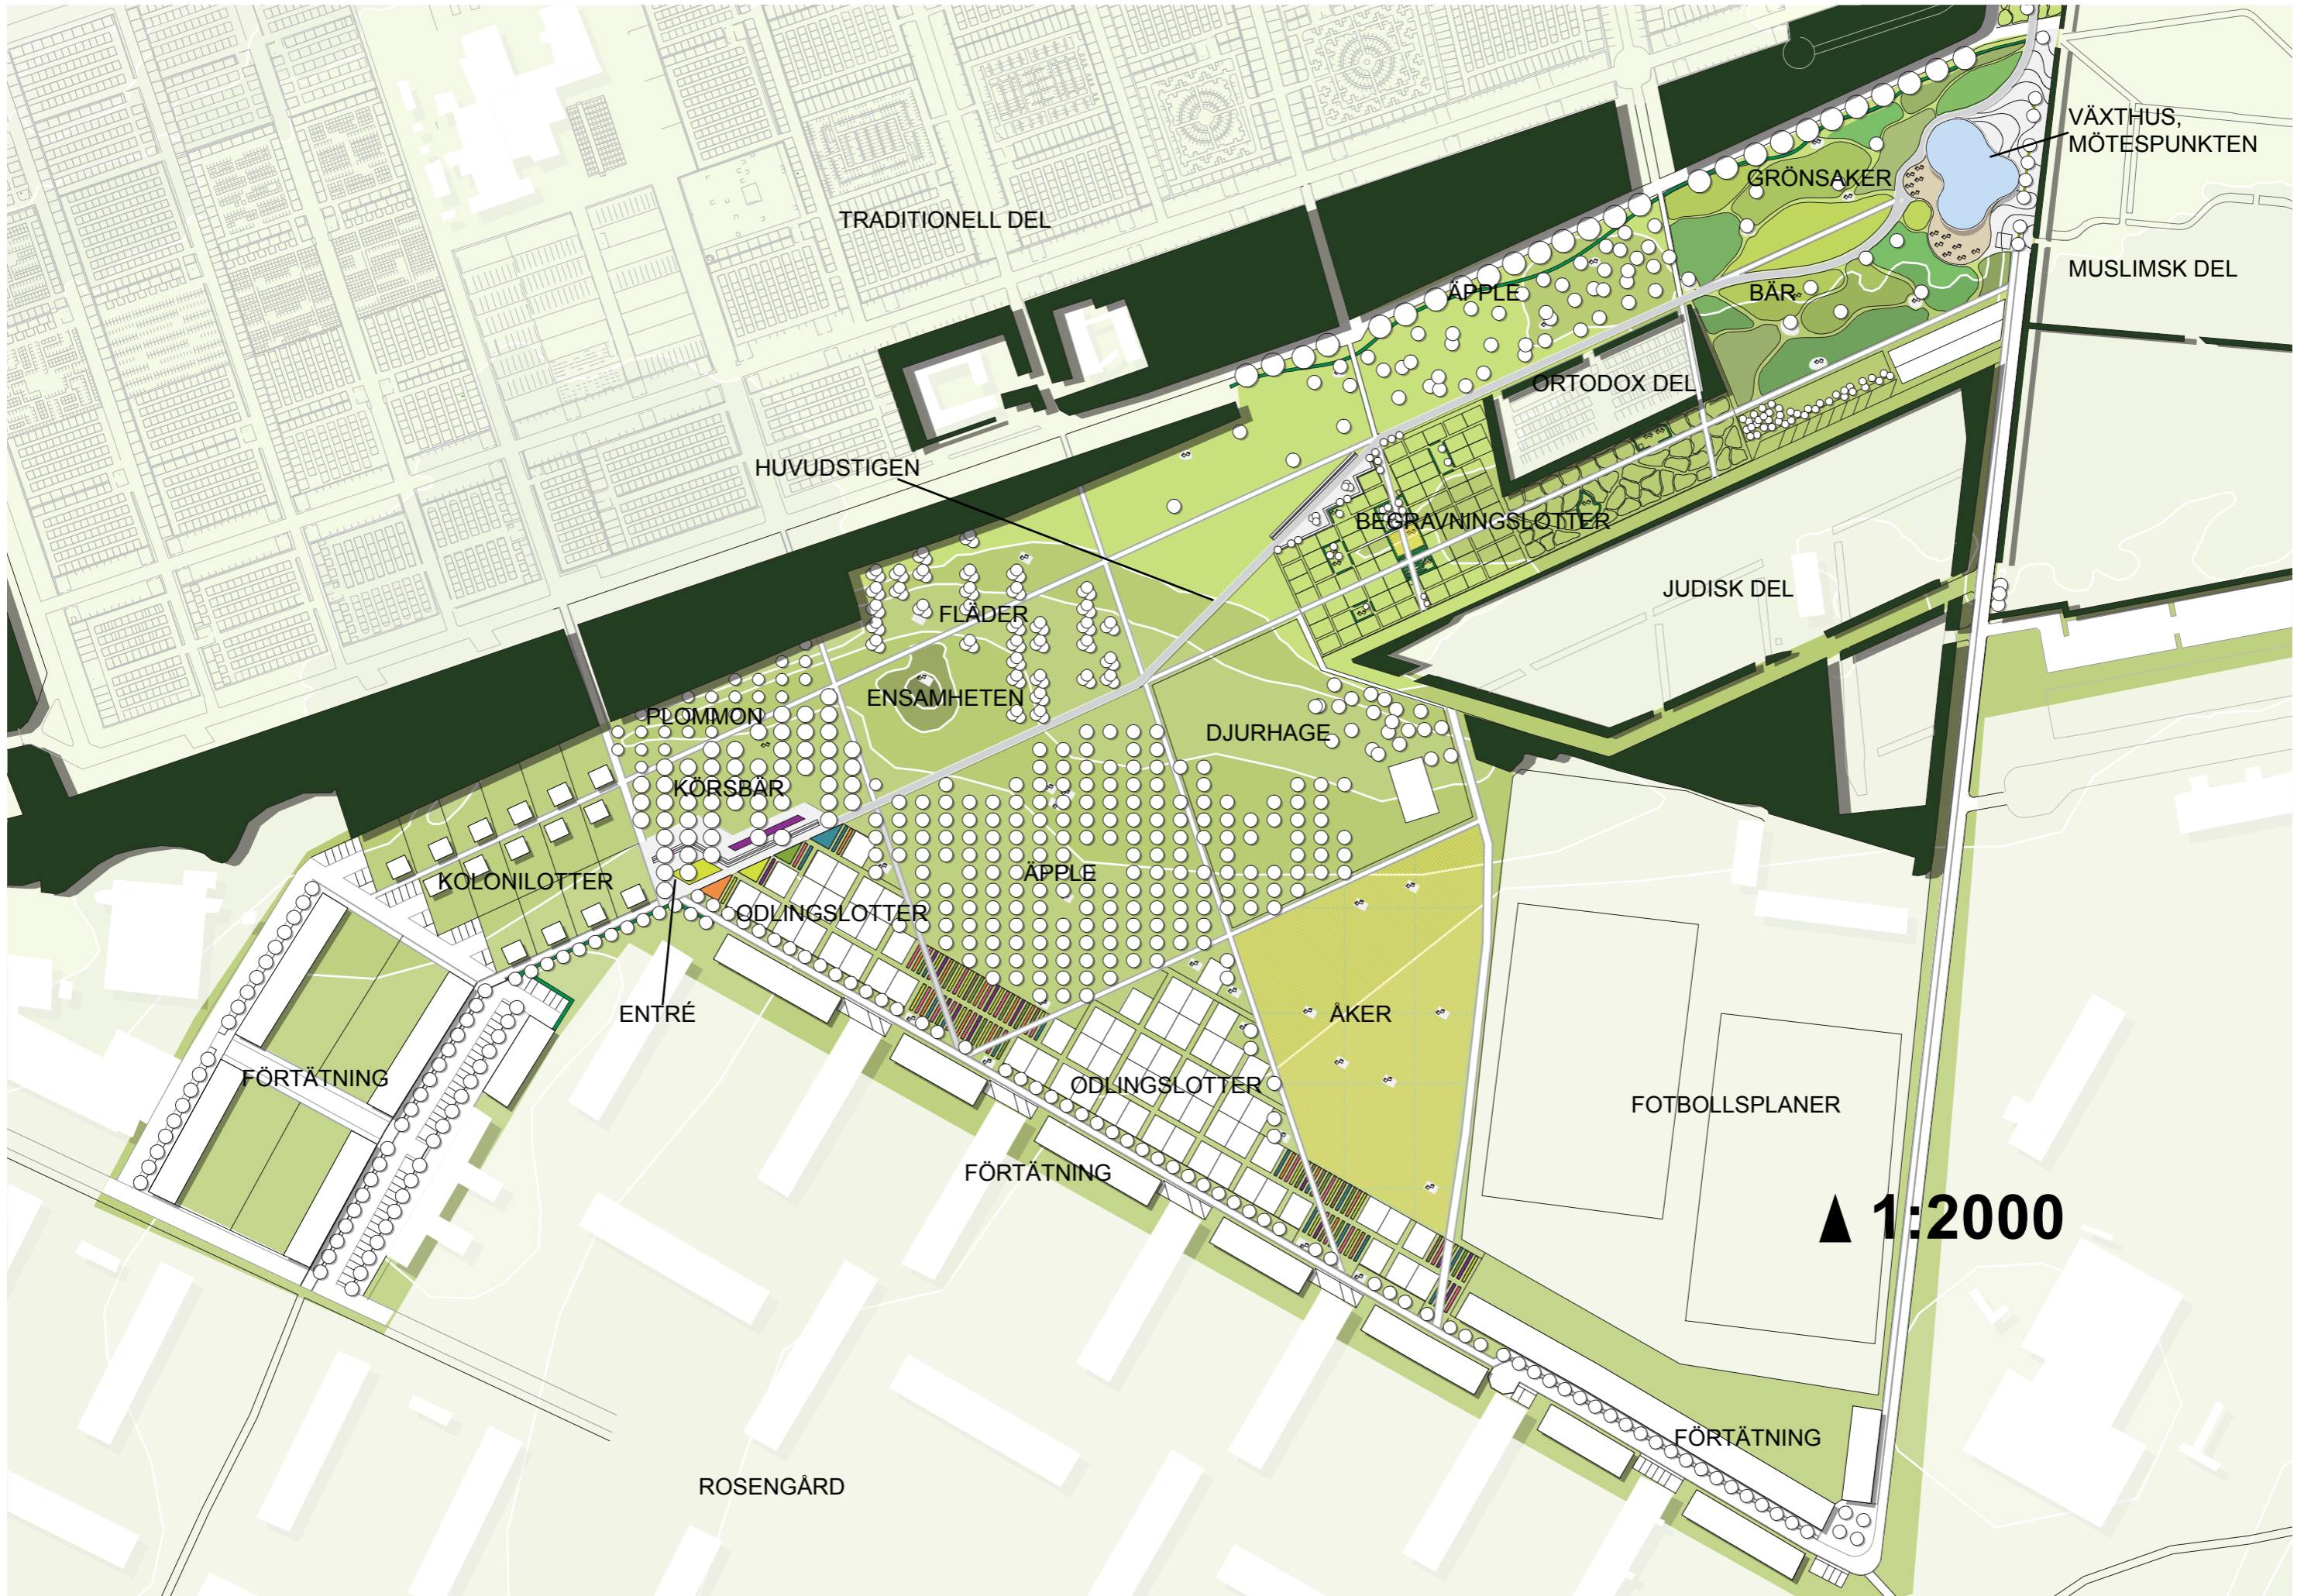 VÄXTHUS,
MÖTESPUNKTEN
GRÖNSAKER
TRADITIONELL DEL
MUSLIMSK DEL
ÄPPLE
BÄR
ORTODOX DEL
HUVUDSTIGEN
BEGRAVNINGSLOTTER
JUDISK DEL
FLÄDER
ENSAMHETEN
PLOMMON
DJURHAGE
KÖRSBÄR
ÄPPLE
KOLONILOTTER
ODLINGSLOTTER
ENTRÉ
ÅKER
FÖRTÄTNING
ODLINGSLOTTER
FOTBOLLSPLANER
FÖRTÄTNING
1:2000
FÖRTÄTNING
ROSENGÅRD